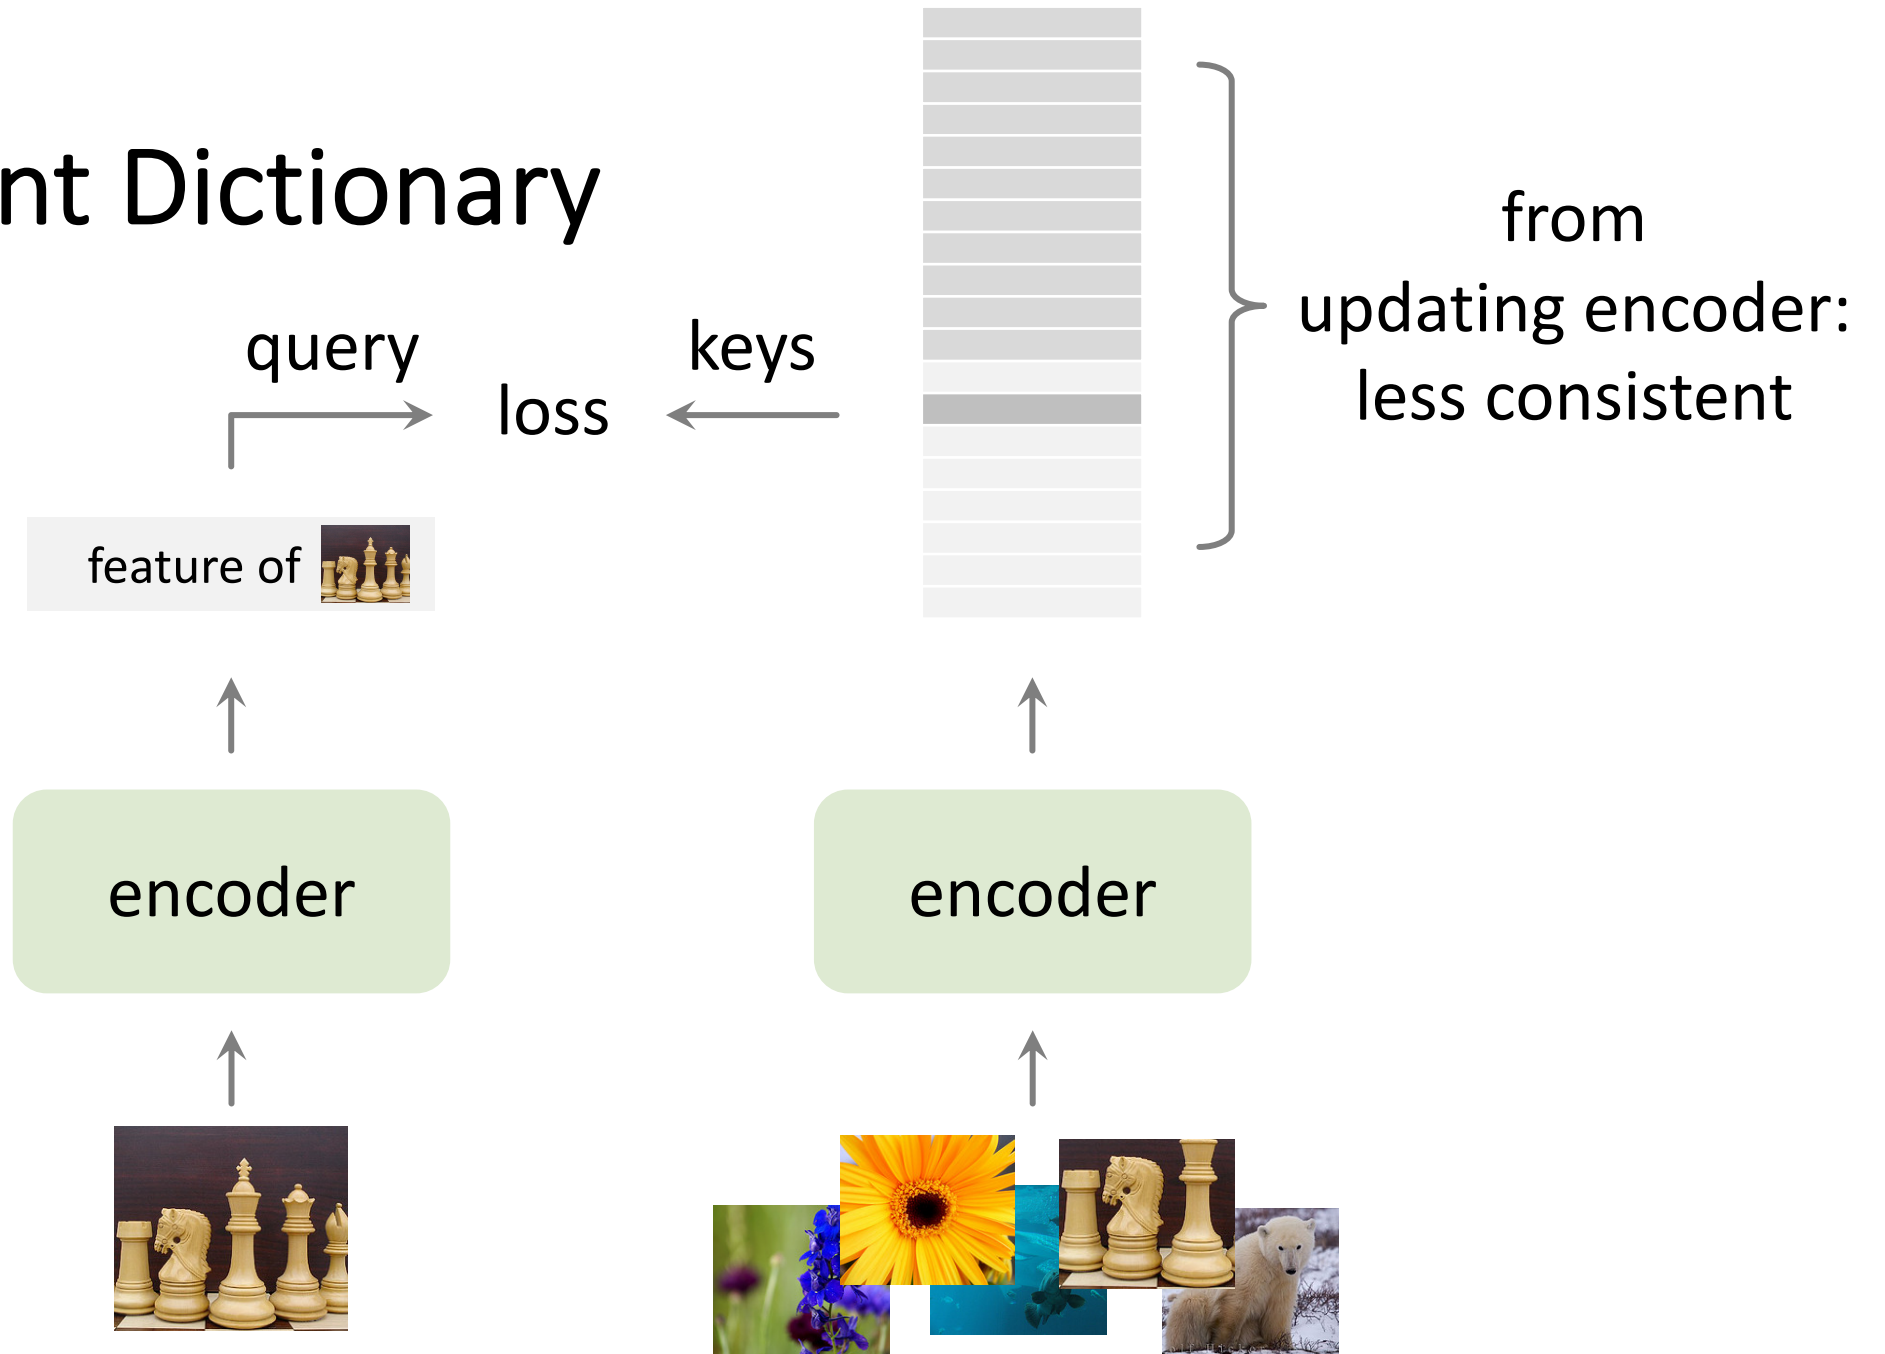 nt Dictionary
query
keys
loss
from
updating encoder:
less consistent
feature of
encoder
encoder